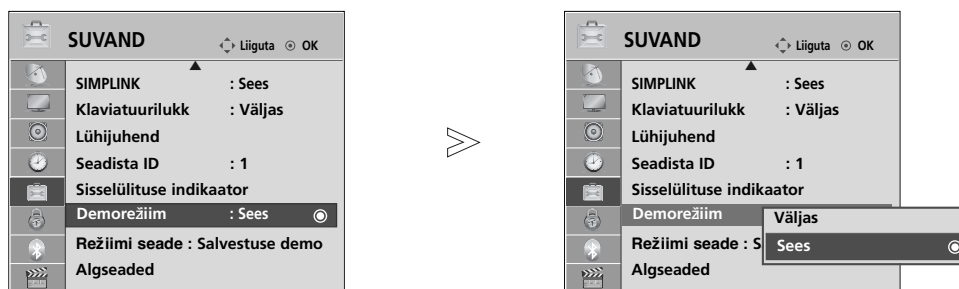 SUVAND Liiguta OK
SIMPLINK : Sees
Klaviatuurilukk : Väljas
Lühijuhend
Seadista ID : 1
Sisselülituse indikaator
Demorežiim : Sees
Režiimi seade : Salvestuse demo
Algseaded
SUVAND Liiguta OK
SIMPLINK : Sees
Klaviatuurilukk : Väljas
Lühijuhend
Seadista ID : 1
Sisselülituse indikaator
Demorežiim
Väljas
Režiimi seade : S
Sees
Algseaded